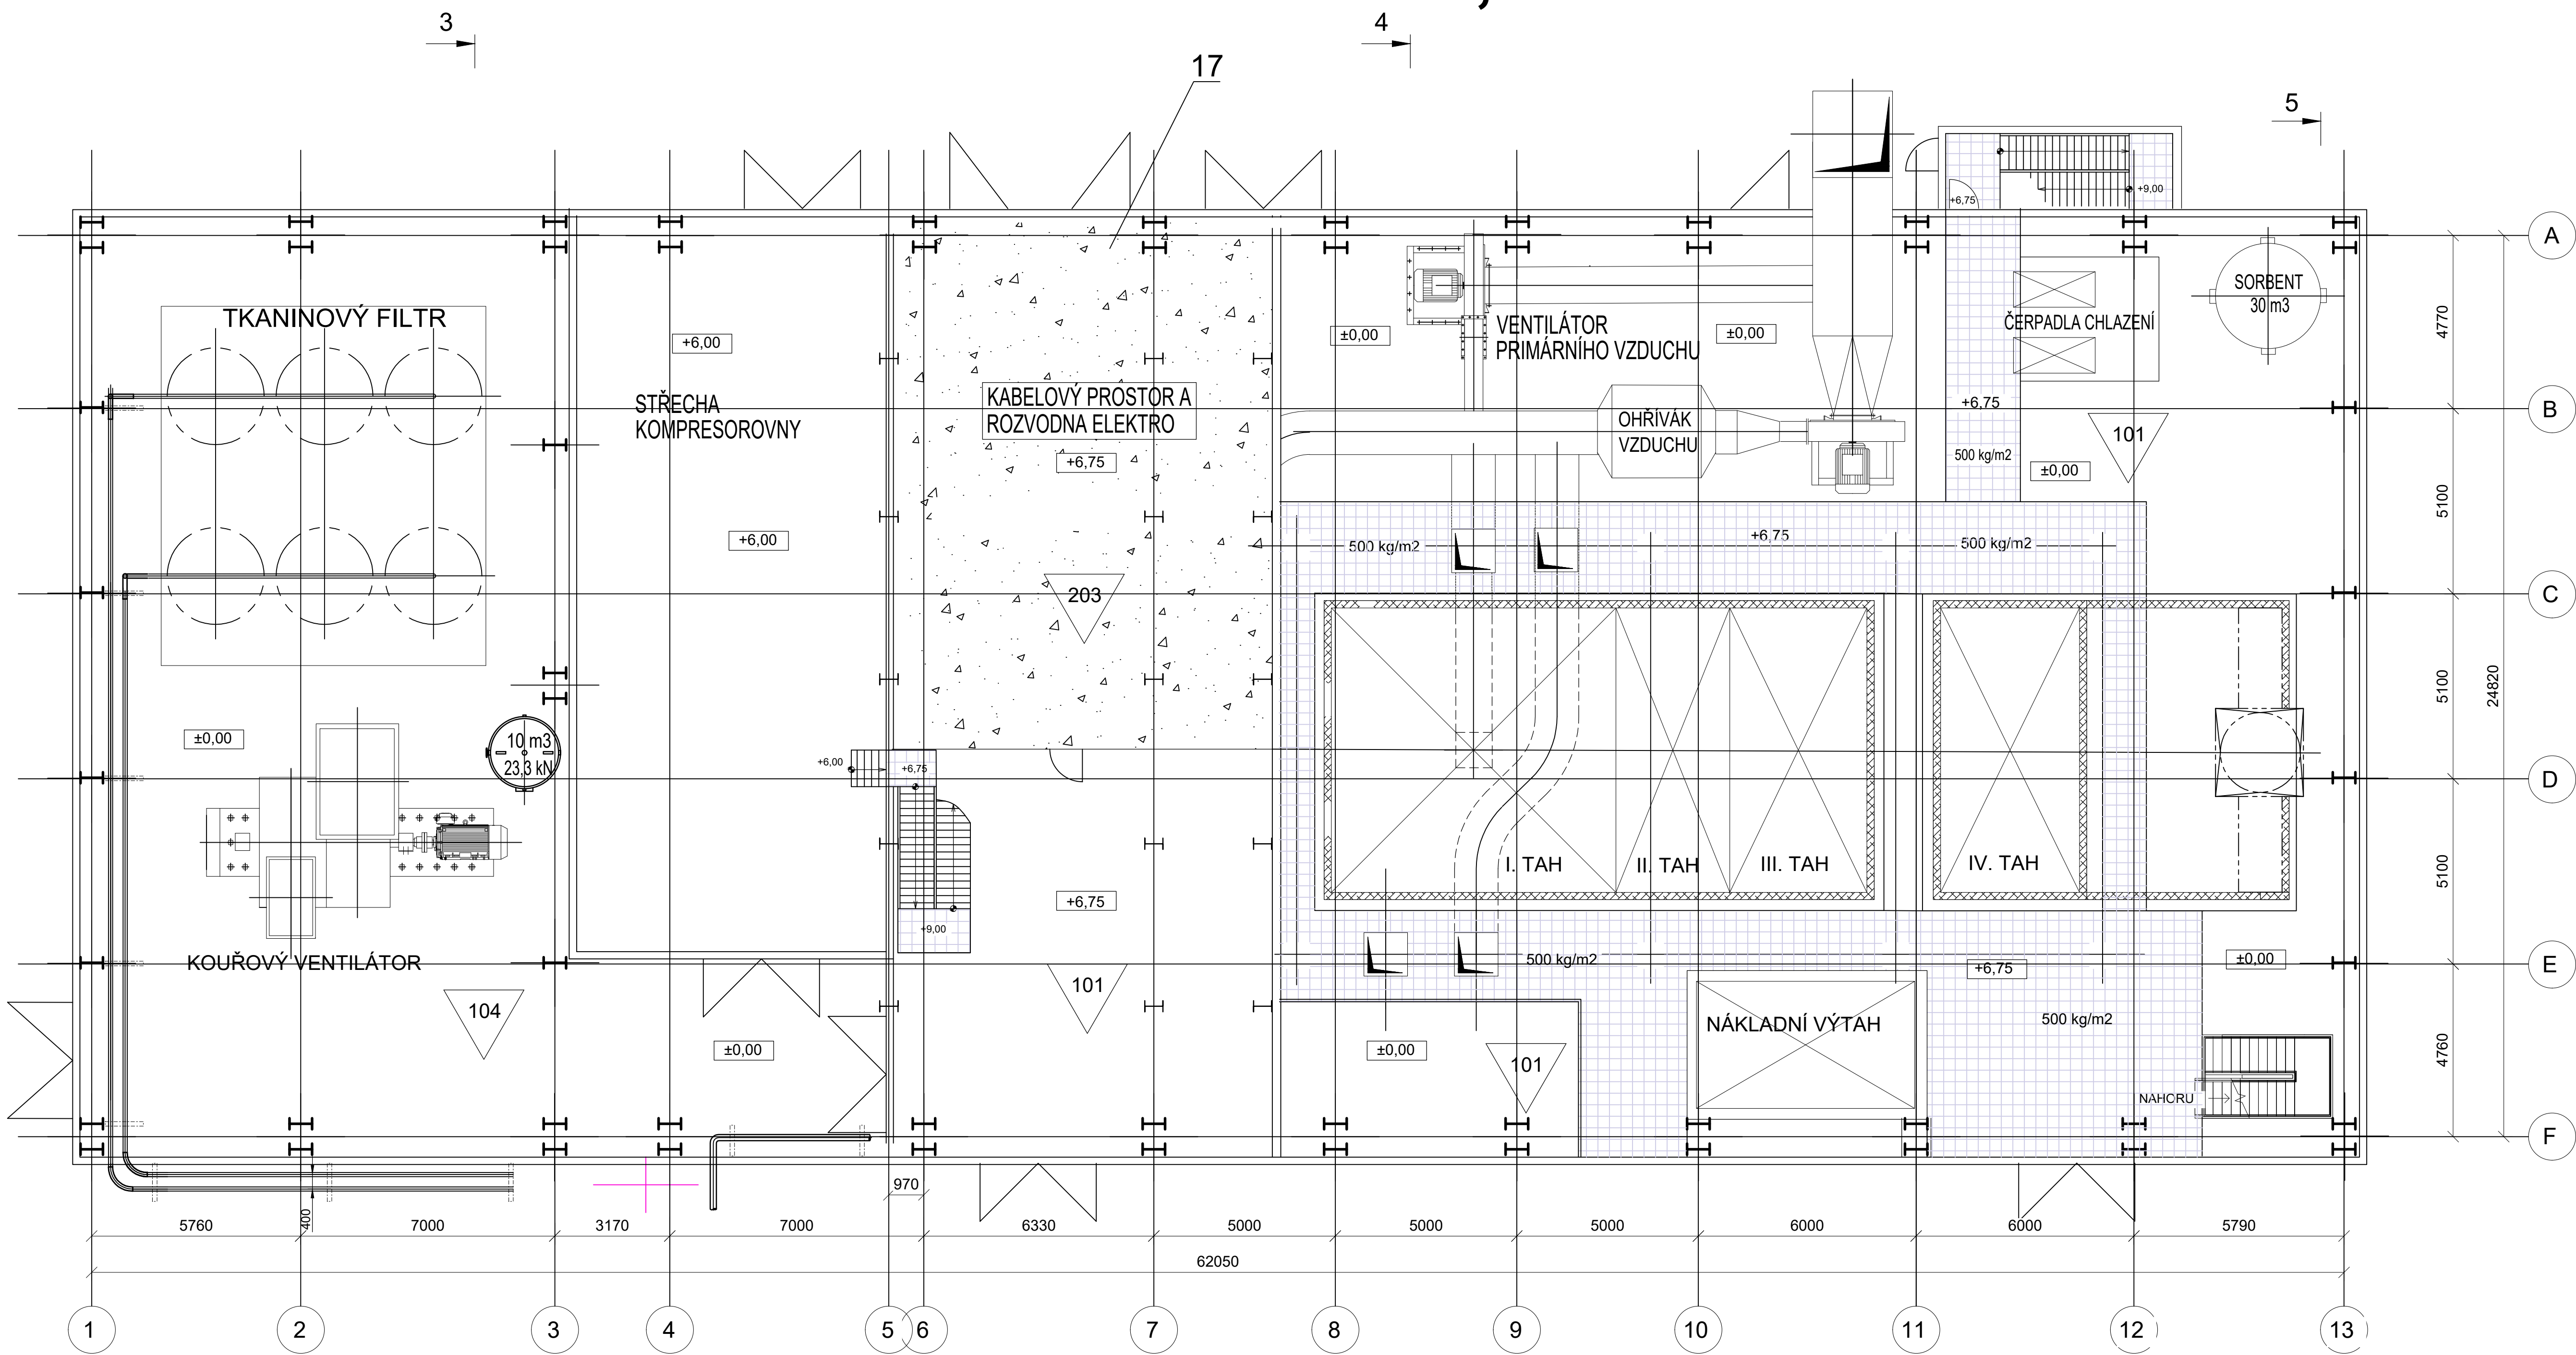 3
4
17
5
+9,00
+6,75
A
TKANINOVÝ FILTR
+6,00
STŘECHA
KOMPRESOROVNY
+6,00
KABELOVÝ PROSTOR A
ROZVODNA ELEKTRO
+6,75
203
±0,00
VENTILÁTOR
PRIMÁRNÍHO VZDUCHU
±0,00
OHŘÍVÁK
VZDUCHU
SORBENT
30 m3
ČERPADLA CHLAZENÍ
+6,75
101
500 kg/m2
±0,00
4770
B
5100
500 kg/m2
+6,75
500 kg/m2
C
5100
24820
±0,00
10 m3
23,3 kN
+6,00
+6,75
D
I. TAH
II. TAH
III. TAH
IV. TAH
5100
+6,75
+9,00
KOUŘOVÝ VENTILÁTOR
500 kg/m2
+6,75
±0,00
E
104
101
±0,00
±0,00
101
NÁKLADNÍ VÝTAH
500 kg/m2
4760
NAHORU
F
970
400
5760
7000
3170
7000
6330
5000
5000
5000
6000
6000
5790
62050
1
2
3
4
5
6
7
8
9
10
11
12
13